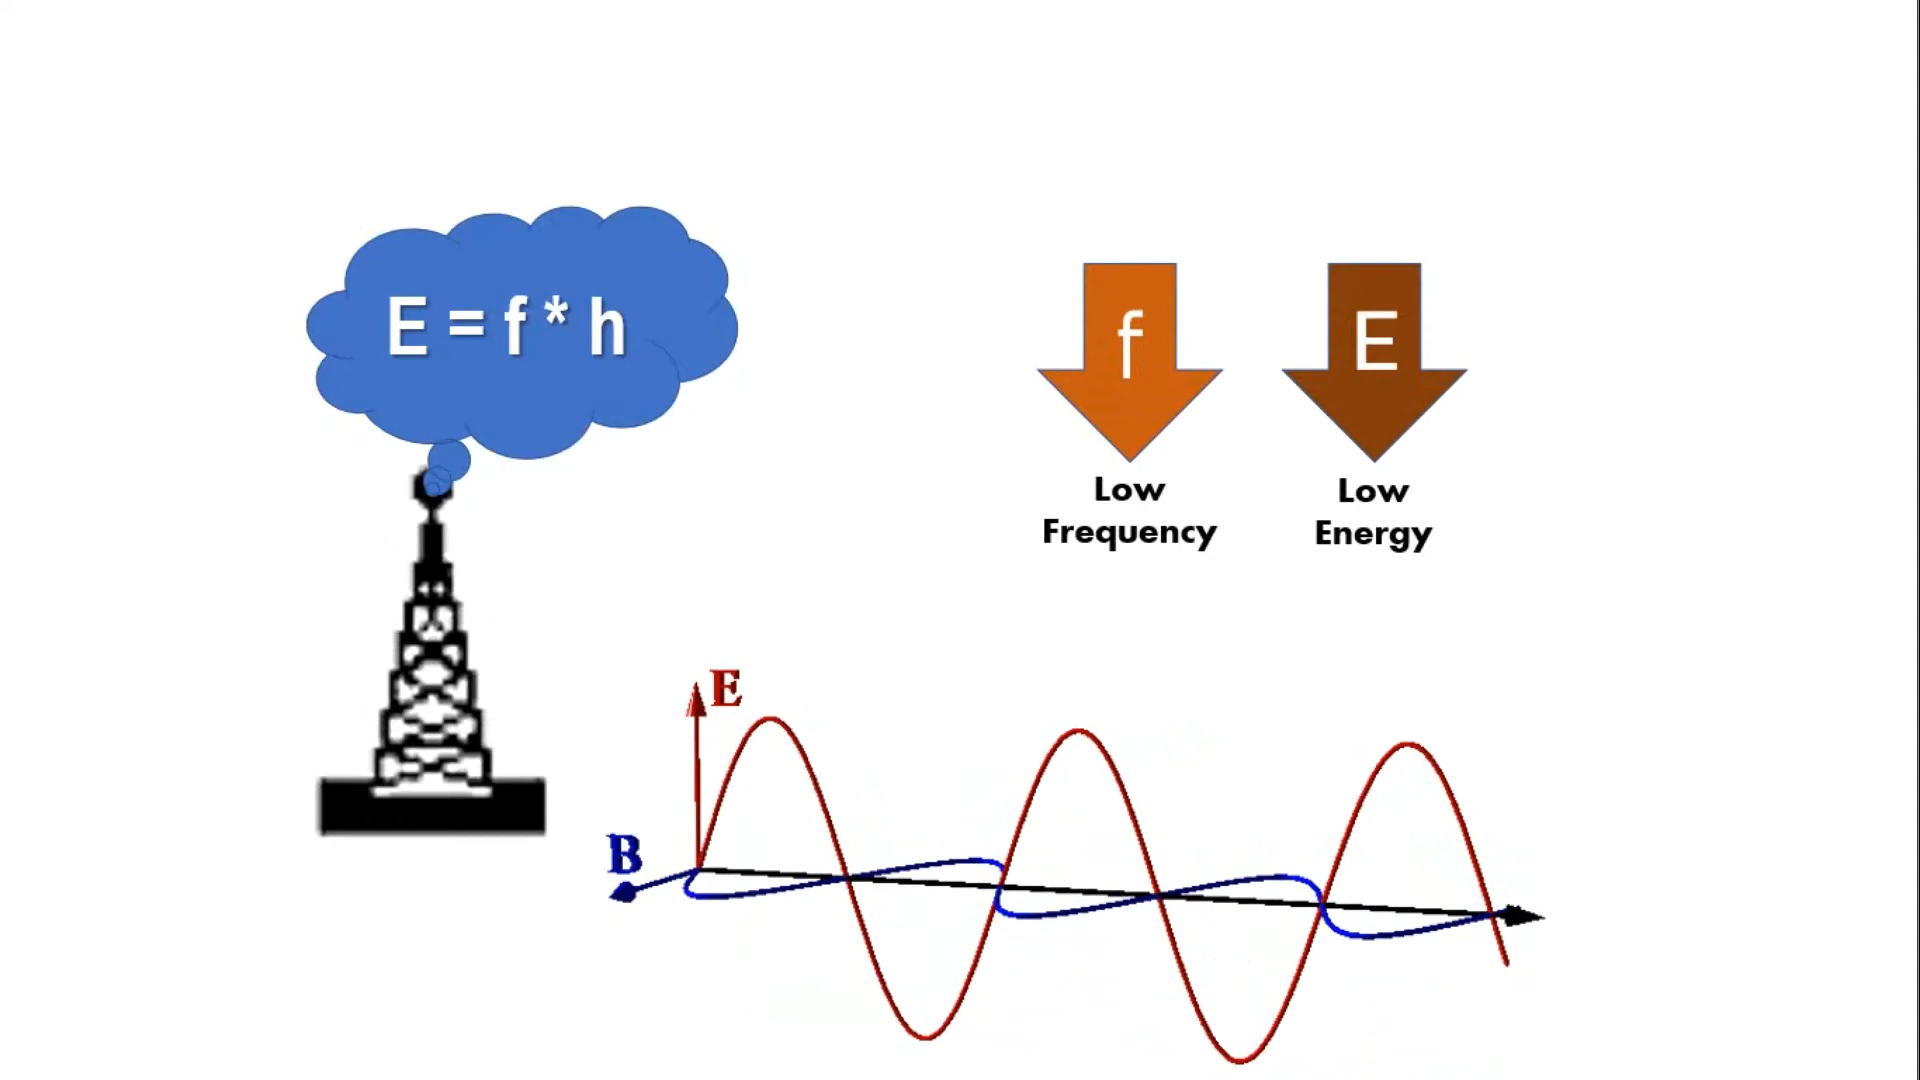 E = f * h
f
E
Low
Frequency
Low
Energy
E
B